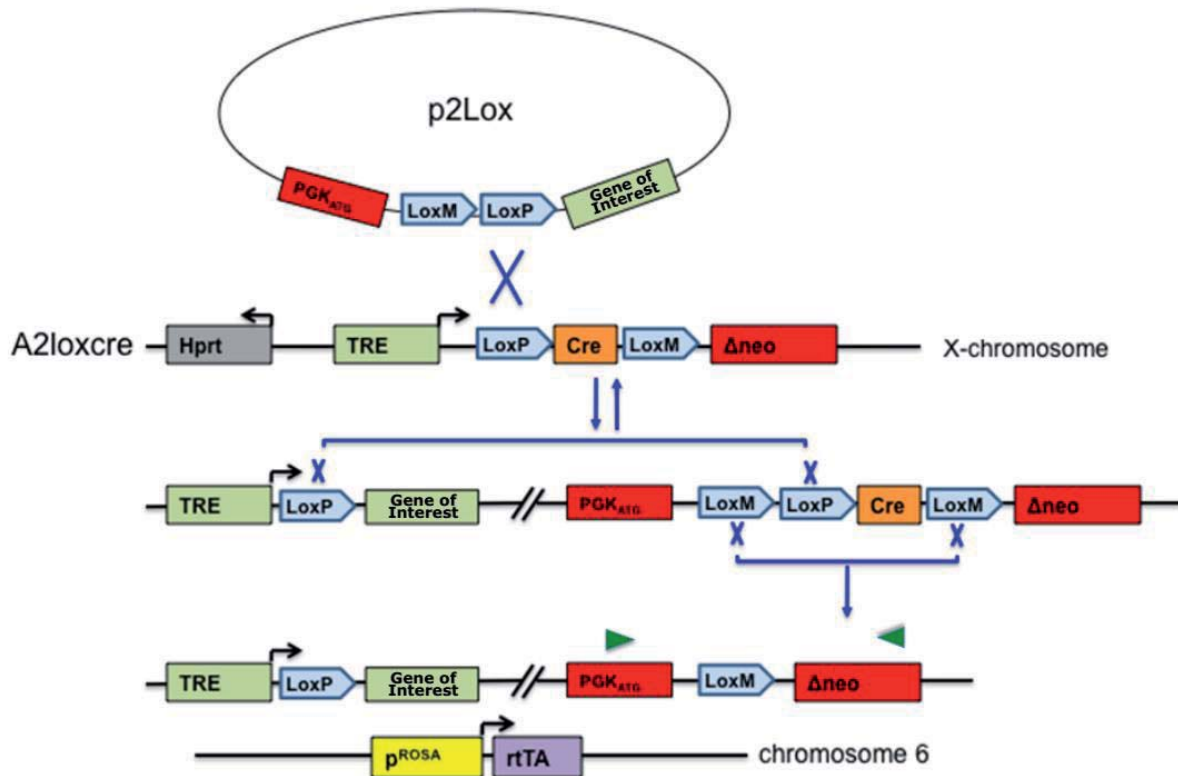 p2Lox
PGKATG LoxM LoxP Gene of
Interest
A2loxcre Hprt TRE LoxP Cre LoxM Δneo X-chromosome
TRE LoxP Gene of
Interest // PGKATG LoxM LoxP Cre LoxM Δneo
TRE LoxP Gene of
Interest // PGKATG LoxM Δneo
pROSA rtTA chromosome 6